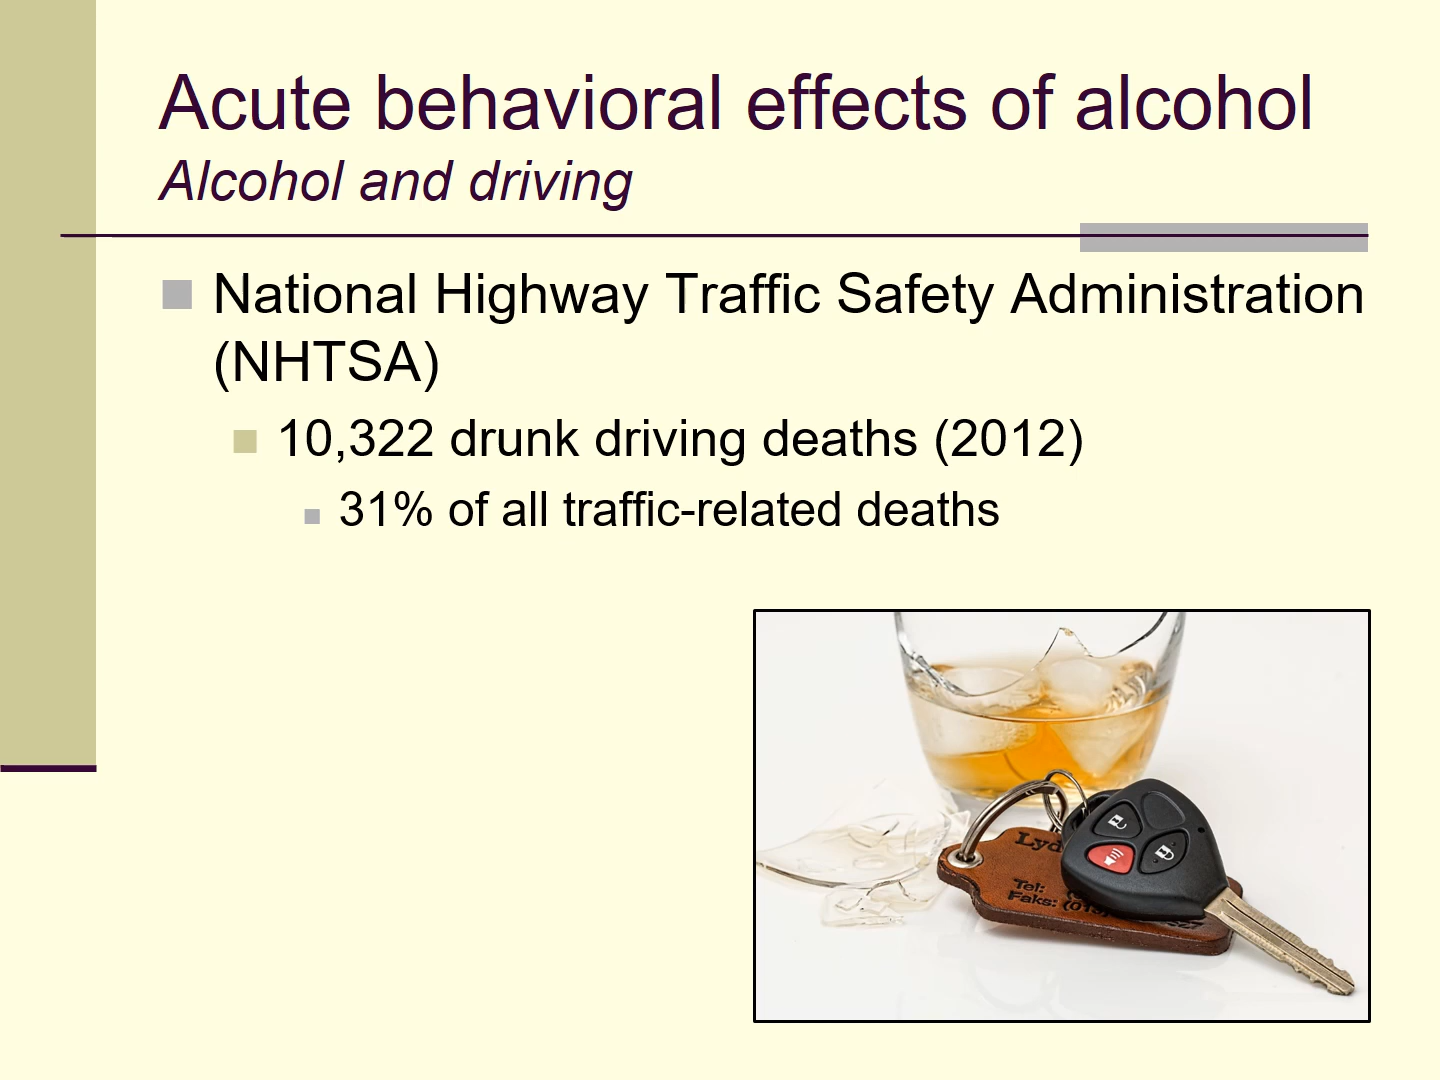 Acute behavioral effects of alcohol
Alcohol and driving
National Highway Traffic Safety Administration
(NHTSA)
10,322 drunk driving deaths (2012)
31% of all traffic-related deaths
Tel:
Faks: